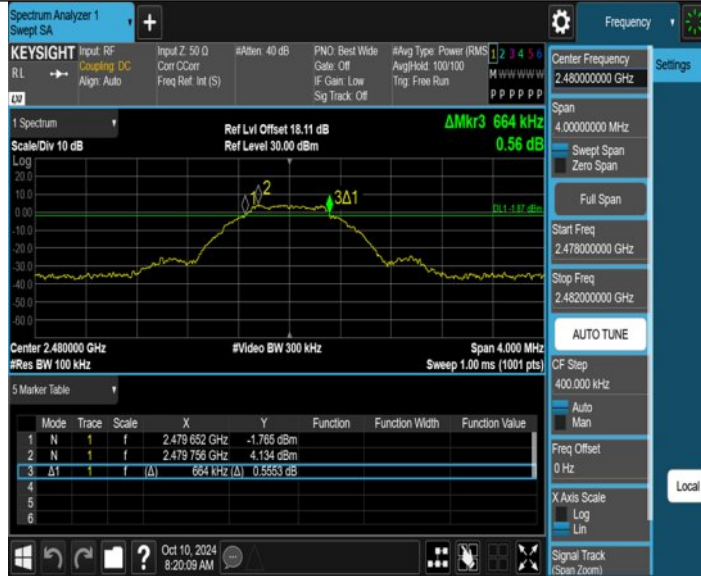 Spectrum Analyzer 1
Swept SA
+
Frequency
KEYSIGHT
RL
LXI
Input: RF
Coupling: DC
Align: Auto
Input Z: 50 Ω
Corr CCorr
Freq Ref: Int (S)
#Atten: 40 dB
PNO: Best Wide
Gate: Off
IF Gain: Low
Sig Track: Off
#Avg Type: Power (RMS
Avg|Hold: 100/100
Trig: Free Run
1 2 3 4 5 6
M W W W W W
P P P P P P
1 Spectrum
Scale/Div 10 dB
Log
Ref Lvl Offset 18.11 dB
Ref Level 30.00 dBm
ΔMkr3 664 kHz
0.56 dB
20.0
10.0
0.00
-10.0
-20.0
-30.0
-40.0
-50.0
-60.0
1
2
3Δ1
DL1 -1.87 dBm
Center 2.480000 GHz
#Res BW 100 kHz
#Video BW 300 kHz
Span 4.000 MHz
Sweep 1.00 ms (1001 pts)
5 Marker Table
Mode Trace Scale X Y Function Function Width Function Value
1 N 1 f 2.479 652 GHz -1.765 dBm
2 N 1 f 2.479 756 GHz 4.134 dBm
3 Δ1 1 f (Δ) 664 kHz (Δ) 0.5553 dB
4
5
6
?
Oct 10, 2024
8:20:09 AM
Center Frequency
2.480000000 GHz
Span
4.00000000 MHz
Swept Span
Zero Span
Full Span
Start Freq
2.478000000 GHz
Stop Freq
2.482000000 GHz
AUTO TUNE
CF Step
400.000 kHz
Auto
Man
Freq Offset
0 Hz
X Axis Scale
Log
Lin
Signal Track
(Span Zoom)
Settings
Local